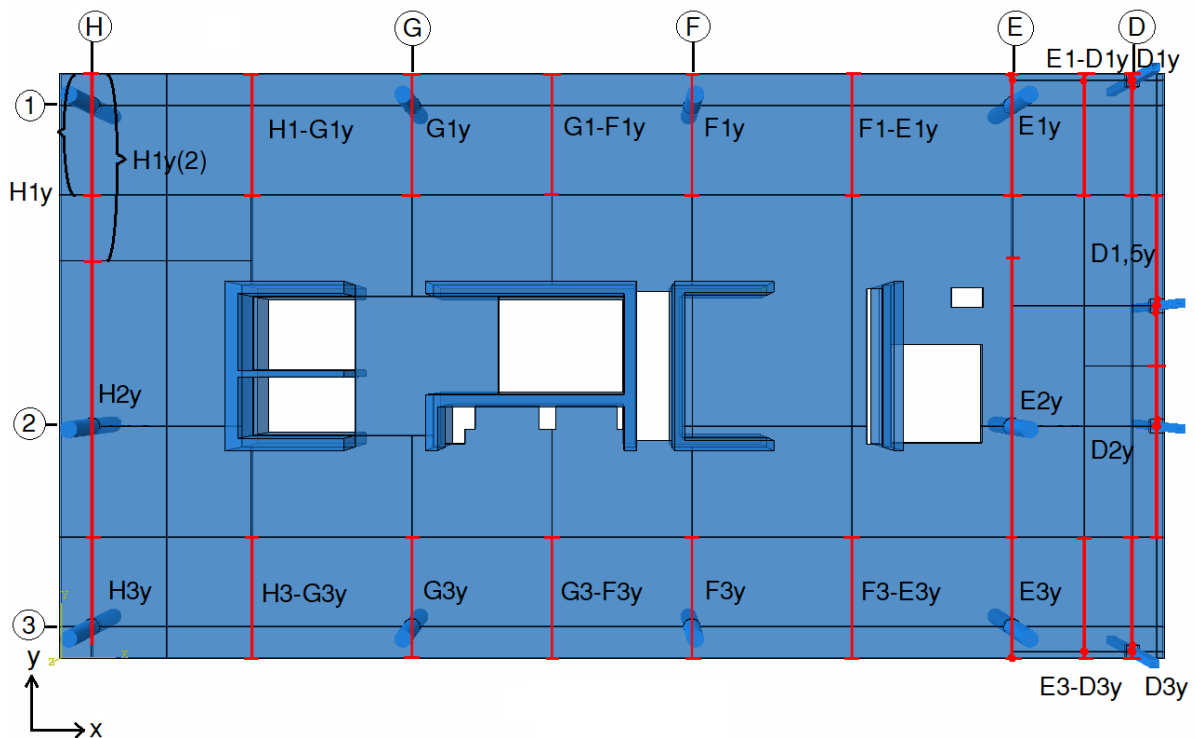 H G F E D
E1-D1y D1y
1
H1-G1y G1y G1-F1y F1y F1-E1y E1y
H1y(2)
H1y
D1,5y
H2y E2y
2
D2y
H3y H3-G3y G3y G3-F3y F3y F3-E3y E3y
3
y
E3-D3y D3y
x